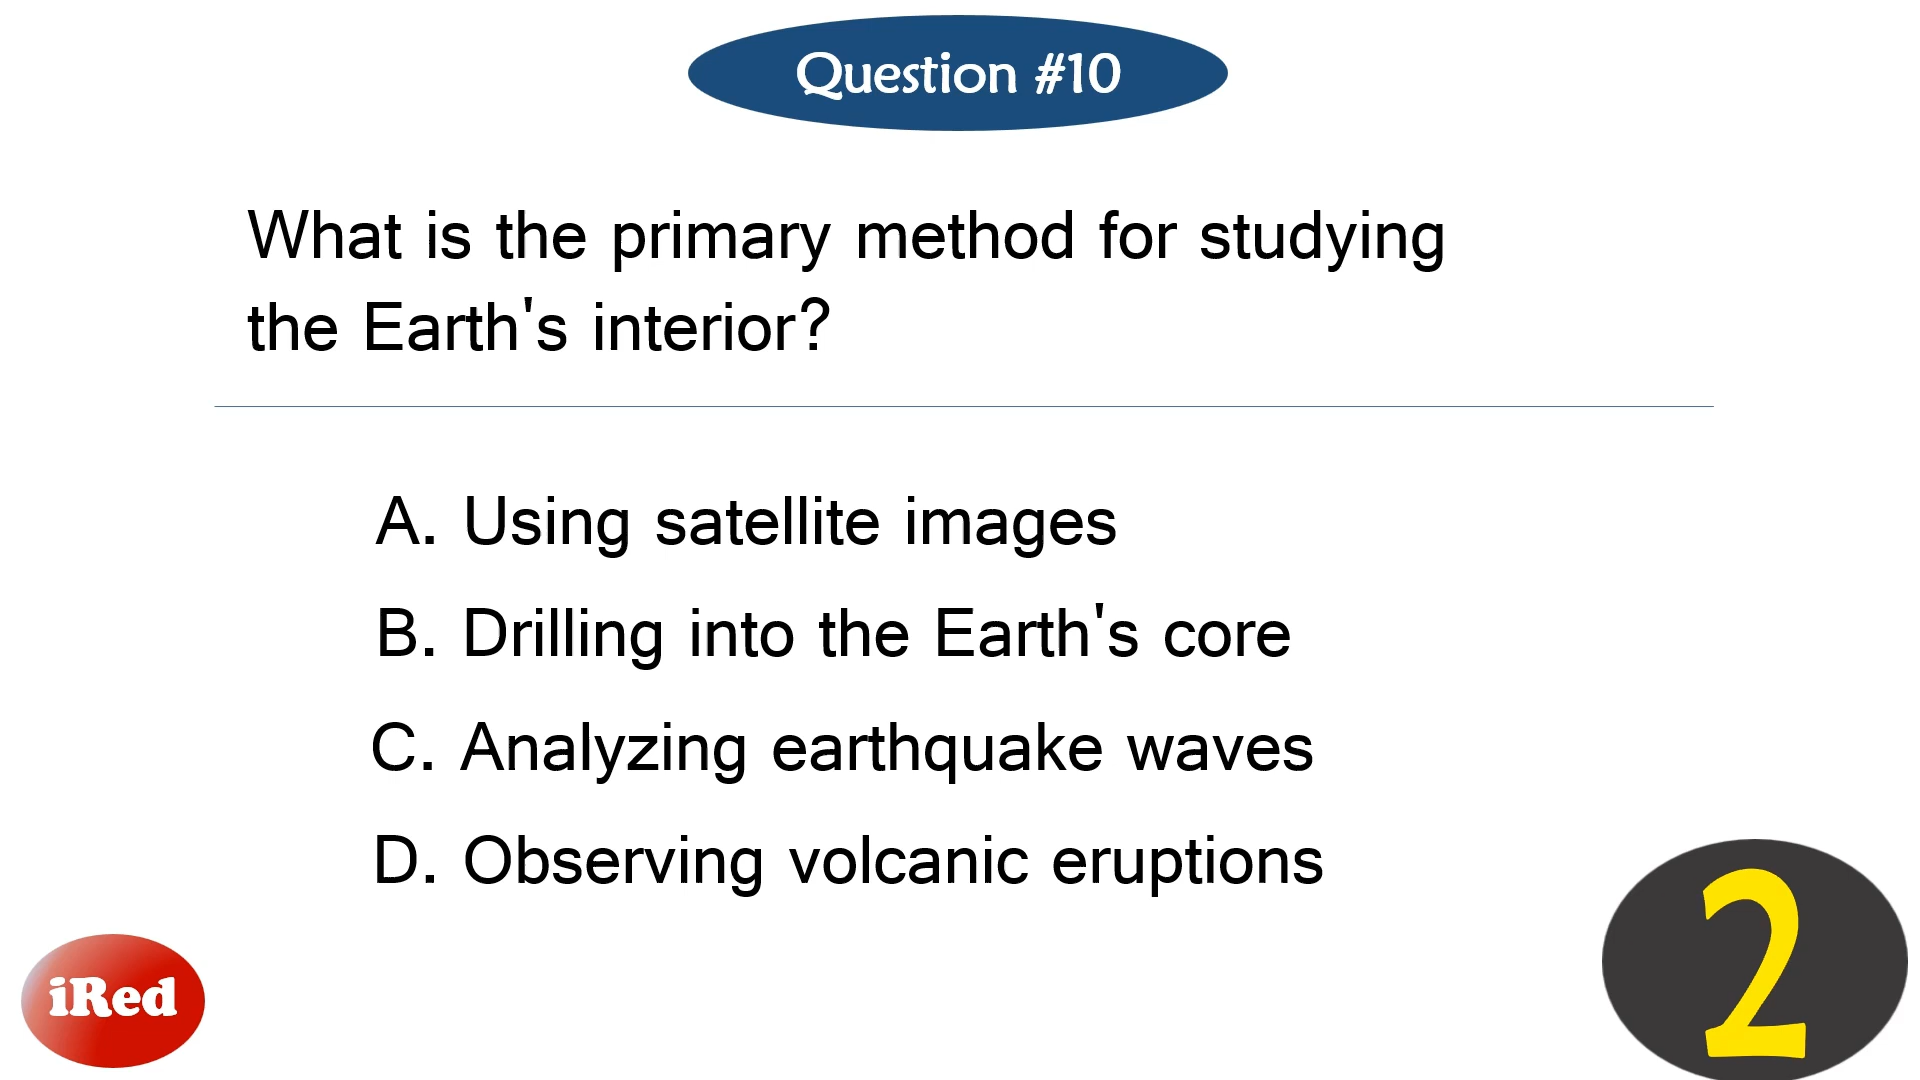 Question #10
What is the primary method for studying
the Earth's interior?
A. Using satellite images
B. Drilling into the Earth's core
C. Analyzing earthquake waves
D. Observing volcanic eruptions
iRed
2